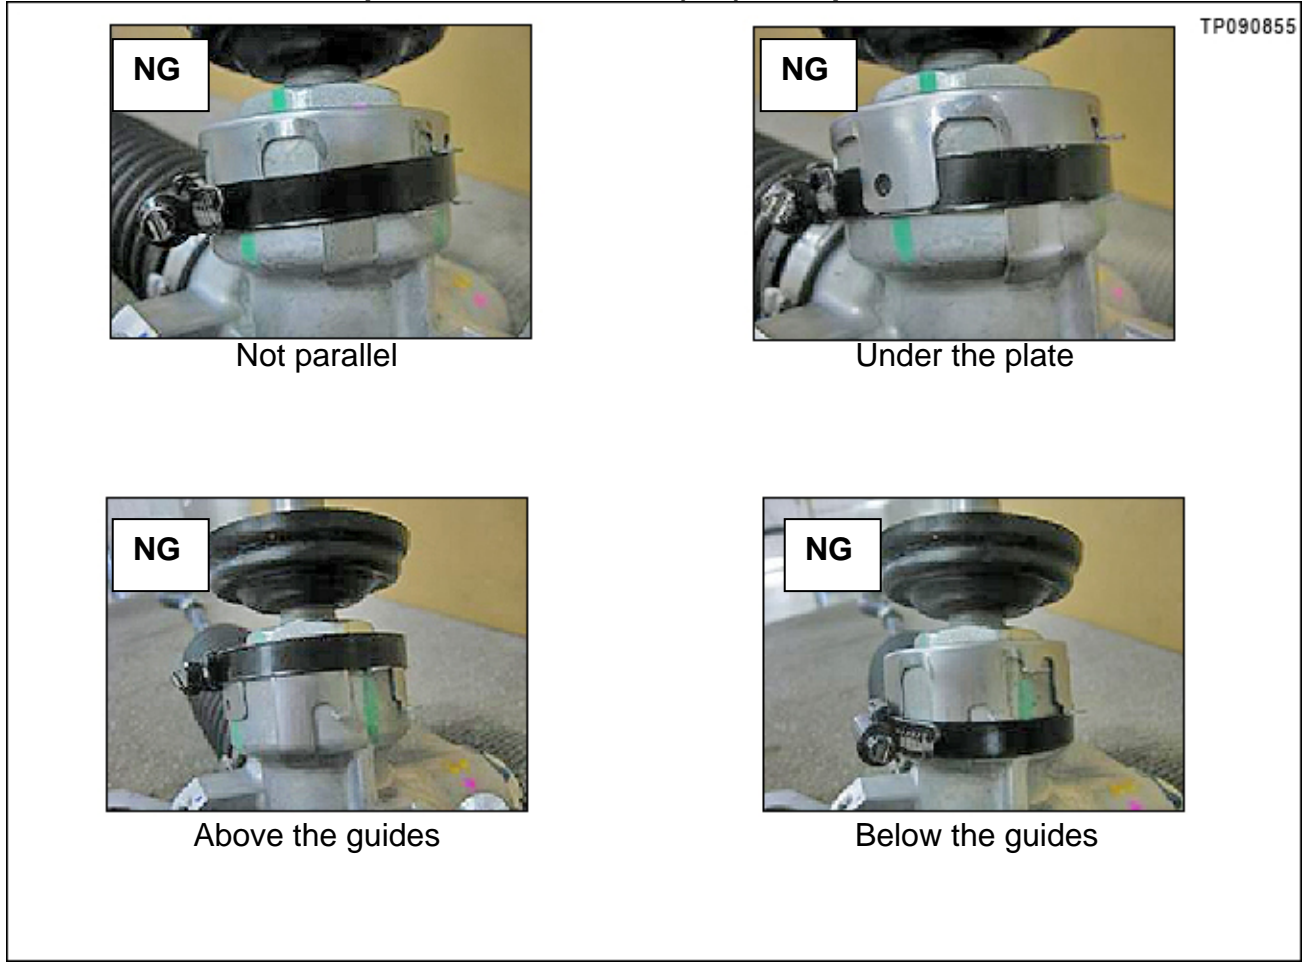 TP090855
NG
NG
Not parallel
Under the plate
NG
NG
Above the guides
Below the guides